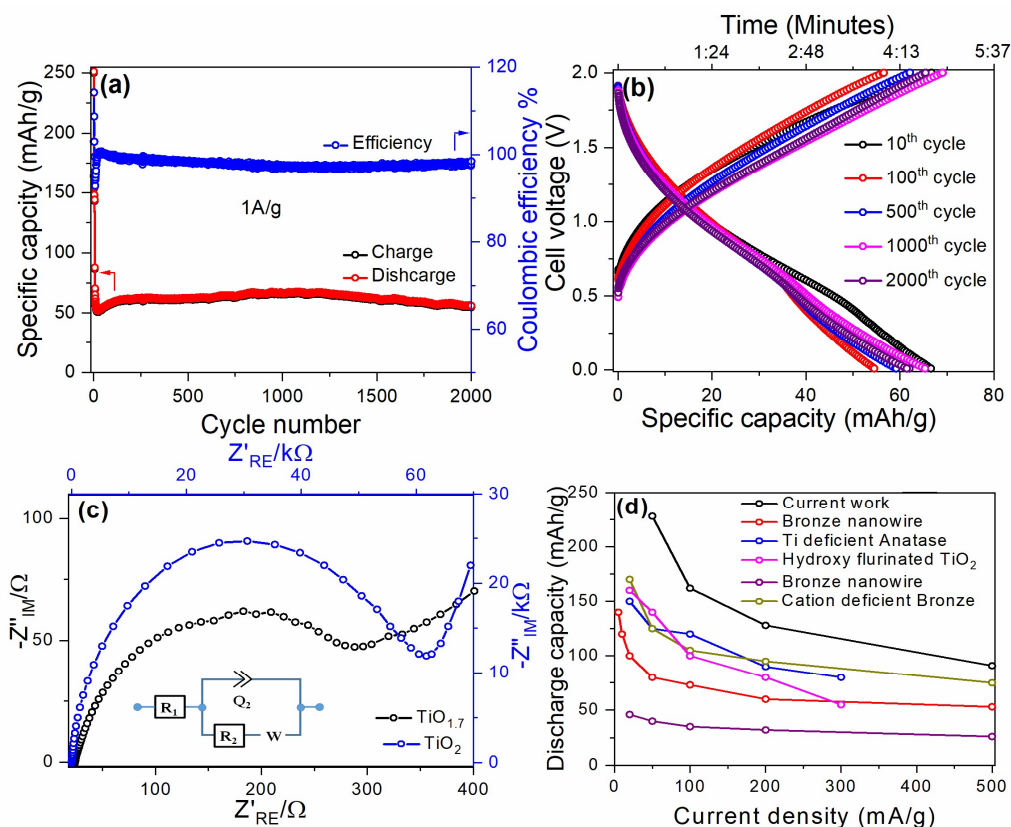 (a)
Specific capctiy (mAh/g)
250
200
150
100
50
0
120
100
80
60
Coulombic efficiency %
Efficiency
1A/g
Charge
Dishcarge
0 500 1000 1500 2000
Cycle number
Time (Minutes)
1:24 2:48 4:13 5:37
(b)
Cell voltage (V)
2.0
1.5
1.0
0.5
0.0
10th cycle
100th cycle
500th cycle
1000th cycle
2000th cycle
0 20 40 60 80
Specific capacity (mAh/g)
Z'RE/kΩ
0 20 40 60
(c)
-Z"IM/Ω
100
50
0
30
25
20
15
10
5
0
-Z"IM/kΩ
R1
Q2
R2
W
TiO1.7
TiO2
100 200 300 400
Z'RE/Ω
(d)
Discharge capacity (mAh/g)
250
200
150
100
50
0
Current work
Bronze nanowire
Ti deficient Anatase
Hydroxy flurinated TiO2
Bronze nanowire
Cation deficient Bronze
0 100 200 300 400 500
Current density (mA/g)